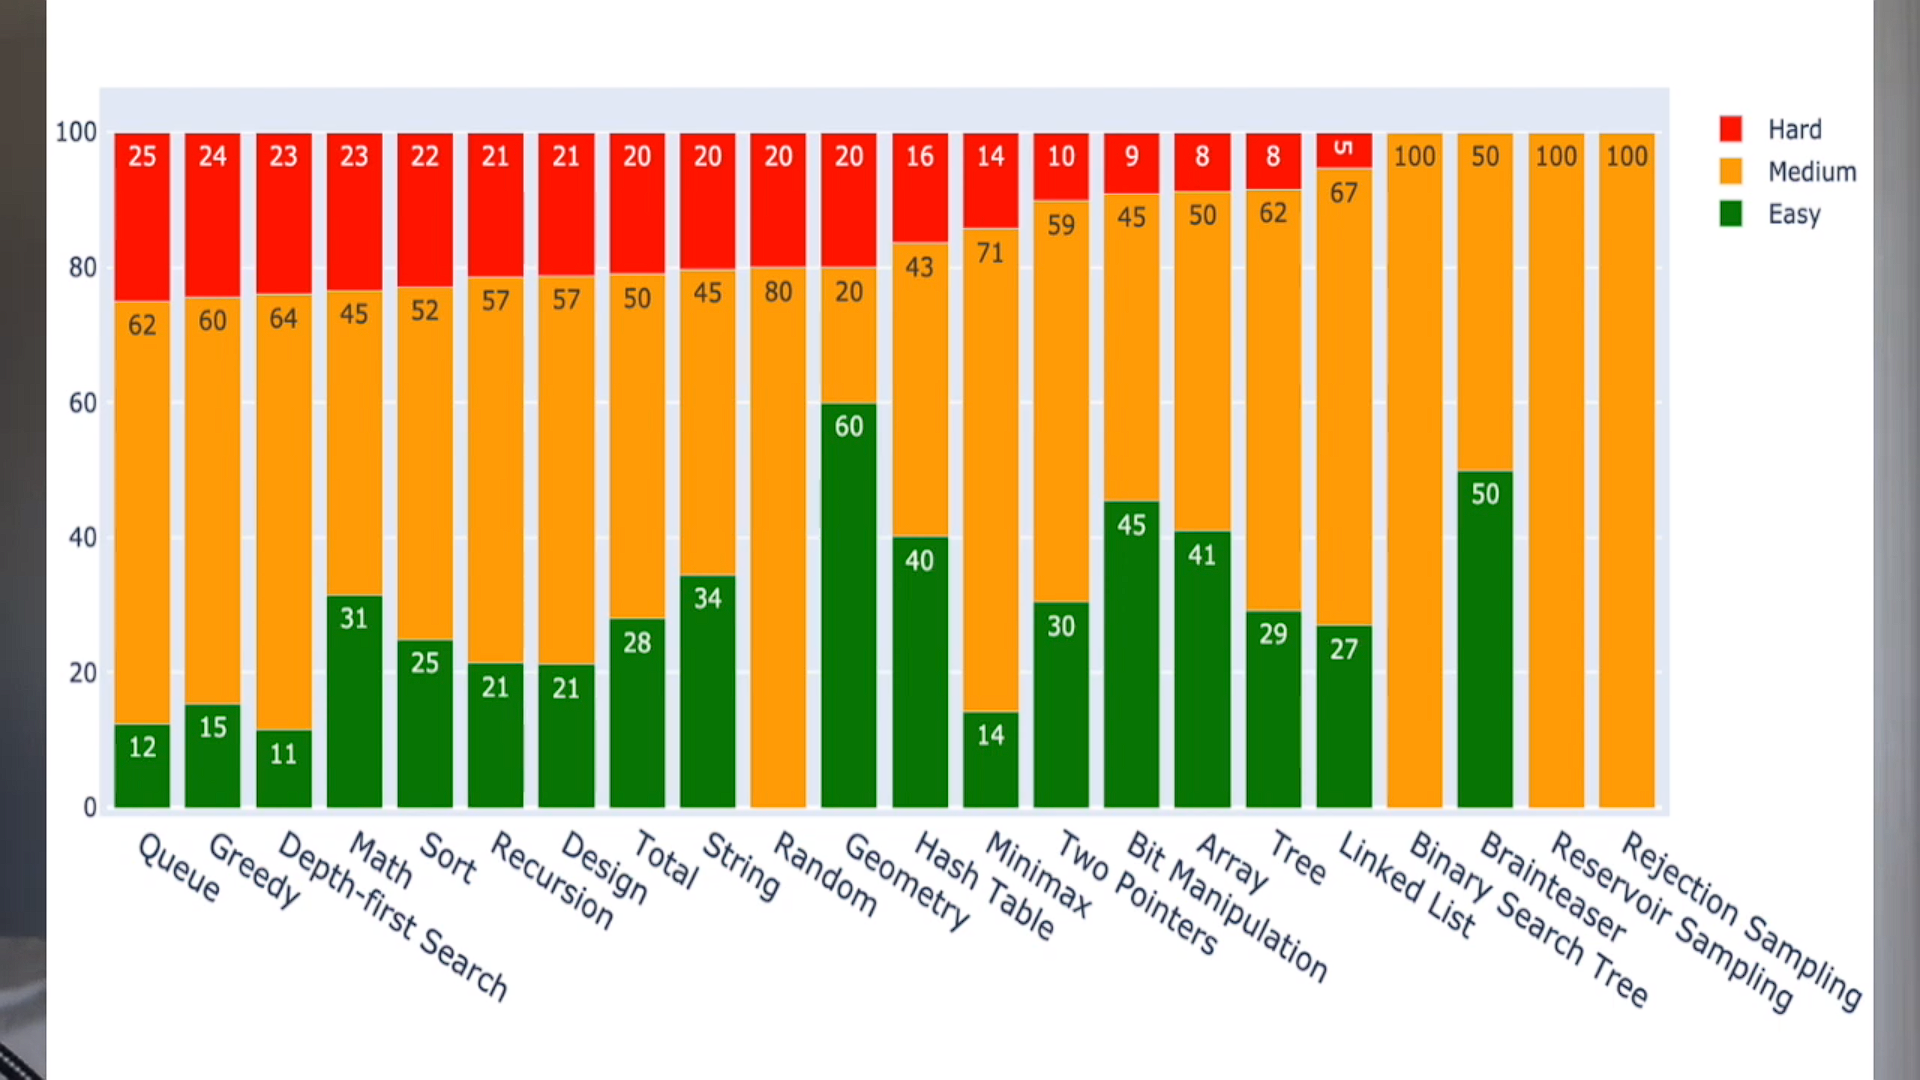 100
80
60
40
20
0
25 24 23 23 22 21 21 20 20 20 20 16 14 10 9 8 8 5 100 50 100 100
62 60 64 45 52 57 57 50 45 80 20 43 71 59 45 50 62 67
12 15 11 31 25 21 21 28 34 60 40 14 30 45 41 29 27 50
Queue
Greedy
Depth-first Search
Math
Sort
Recursion
Design
Total
String
Random
Geometry
Hash Table
Minimax
Two Pointers
Bit Manipulation
Array
Tree
Linked List
Binary Search Tree
Brainteaser
Reservoir Sampling
Rejection Sampling
Hard
Medium
Easy